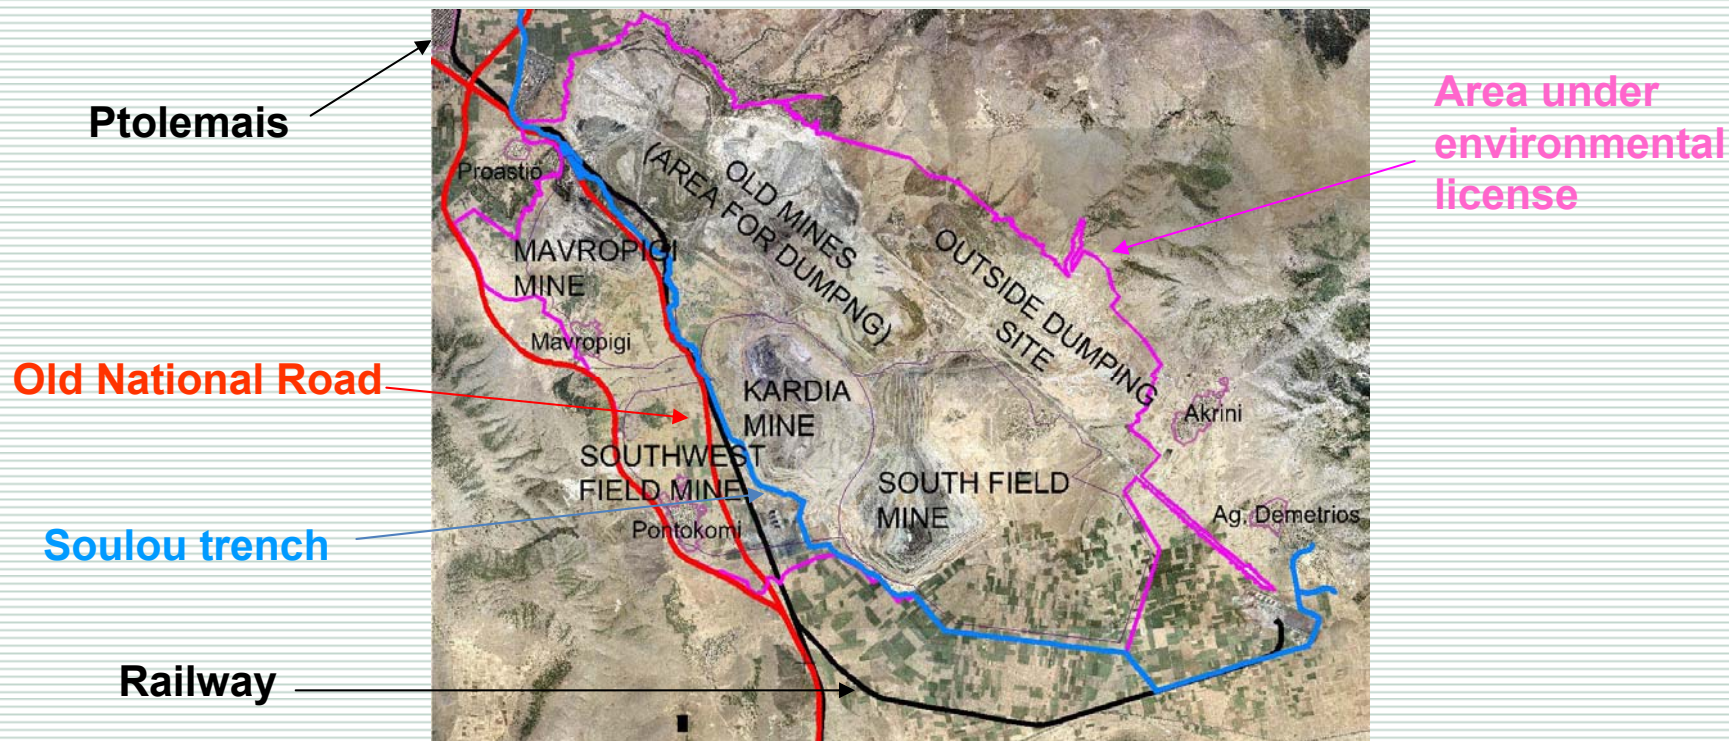 Ptolemais
Area under
environmental
license
Proastio
OLD MINES
(AREA FOR DUMPNG)
MAVROPIGI
MINE
OUTSIDE DUMPING
SITE
Mavropigi
Old National Road
KARDIA
MINE
Akrini
SOUTHWEST
FIELD MINE
SOUTH FIELD
MINE
Pontokomi
Ag. Demetrios
Soulou trench
Railway